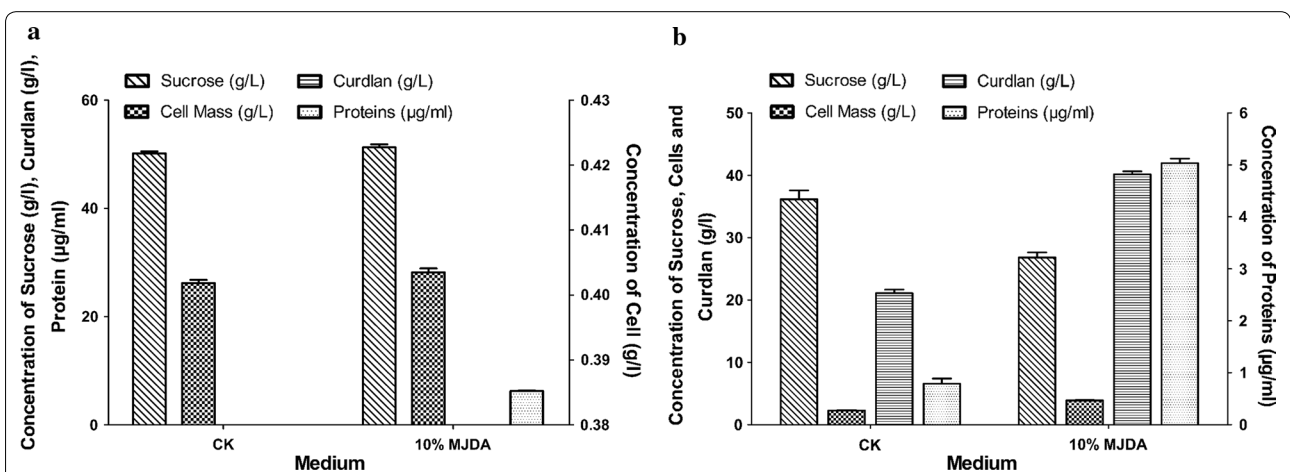 a
Concentration of Sucrose (g/l), Curdlan (g/l),
Protein (µg/ml)
Sucrose (g/L)
Curdlan (g/L)
Cell Mass (g/L)
Proteins (µg/ml)
60
40
20
0
0.43
0.42
0.41
0.40
0.39
0.38
Concentration of Cell (g/l)
CK
10% MJDA
Medium
b
Concentration of Sucrose, Cells and
Curdlan (g/l)
Sucrose (g/L)
Curdlan (g/L)
Cell Mass (g/L)
Proteins (µg/ml)
50
40
30
20
10
0
6
5
4
3
2
1
0
Concentration of Proteins (µg/ml)
CK
10% MJDA
Medium